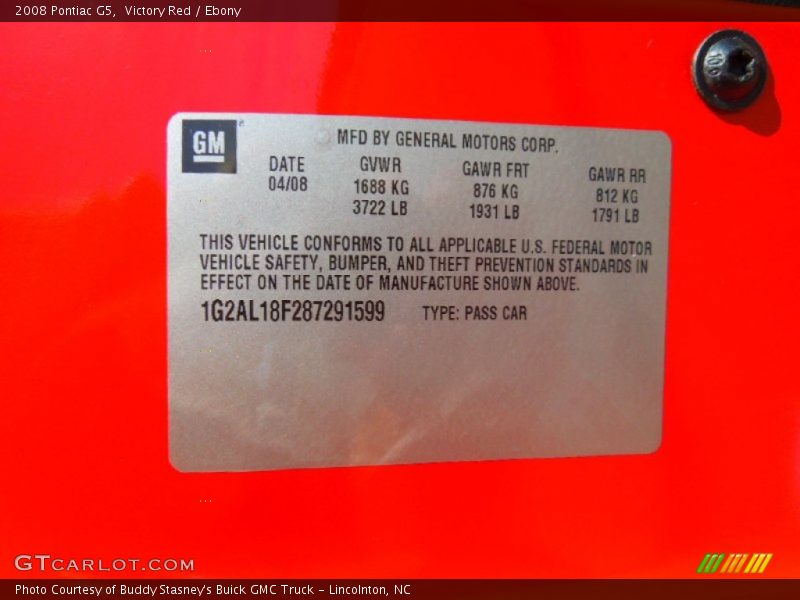 2008 Pontiac G5,  Victory Red / Ebony
10.9
GM
MFD BY GENERAL MOTORS CORP.
DATE GVWR GAWR FRT GAWR RR
04/08 1688 KG 876 KG 812 KG
3722 LB 1931 LB 1791 LB
THIS VEHICLE CONFORMS TO ALL APPLICABLE U.S. FEDERAL MOTOR
VEHICLE SAFETY, BUMPER, AND THEFT PREVENTION STANDARDS IN
EFFECT ON THE DATE OF MANUFACTURE SHOWN ABOVE.
1G2AL18F287291599 TYPE: PASS CAR
GTCARLOT.COM
Photo Courtesy of Buddy Stasney's Buick GMC Truck - Lincolnton, NC